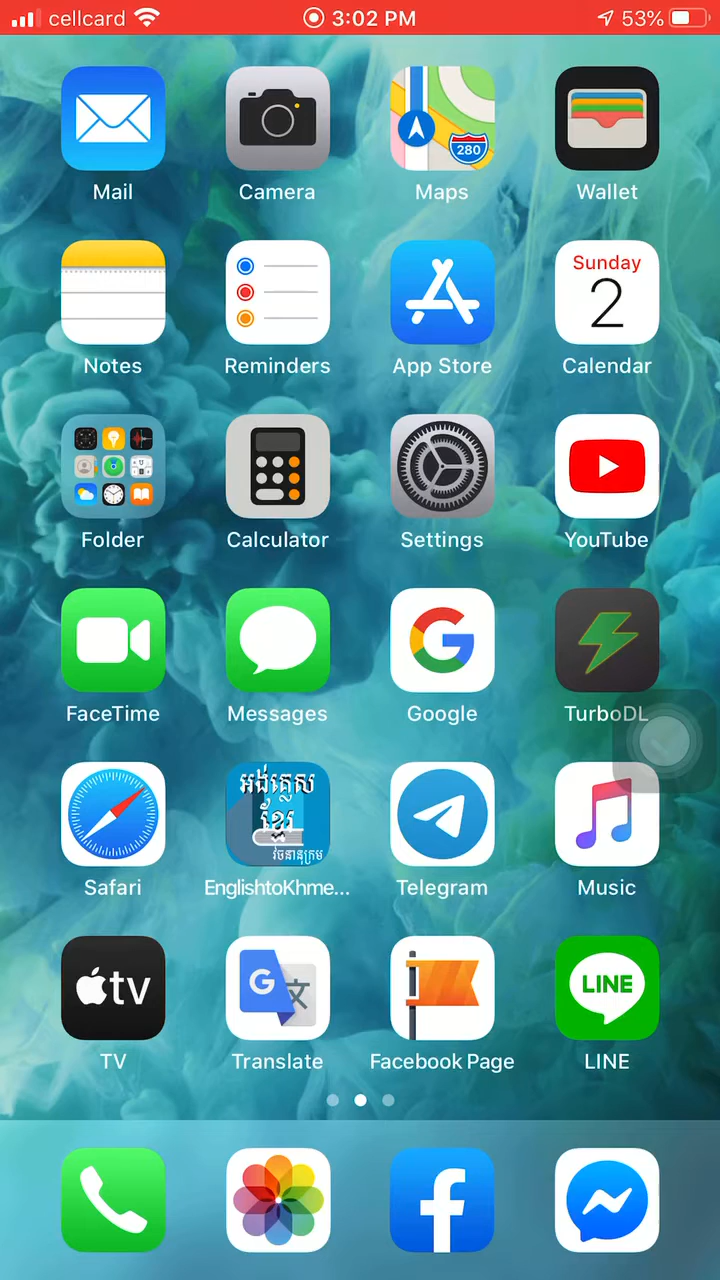 cellcard 3:02 PM 53%
280
Mail Camera Maps Wallet
Sunday
2
Notes Reminders App Store Calendar
Folder Calculator Settings YouTube
G
FaceTime Messages Google TurboDL
អង់គ្លេស
ខ្មែរ
វចនានុក្រម
Safari EnglishtoKhme... Telegram Music
tv G 文 LINE
TV Translate Facebook Page LINE
f